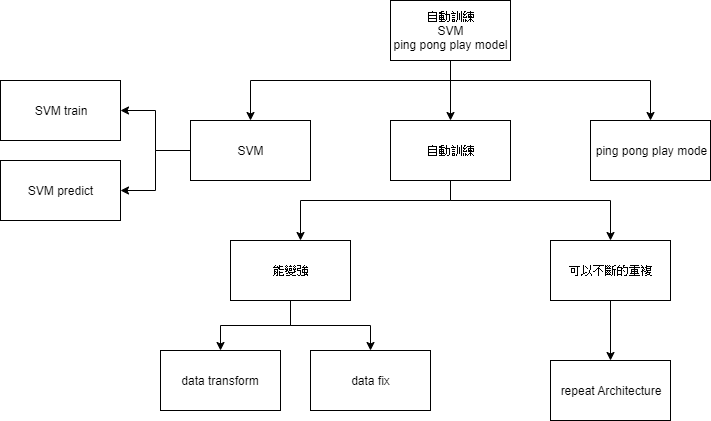 自動訓練
SVM
ping pong play model
SVM train
SVM
自動訓練
ping pong play mode
SVM predict
能變強
可以不斷的重複
data transform
data fix
repeat Architecture